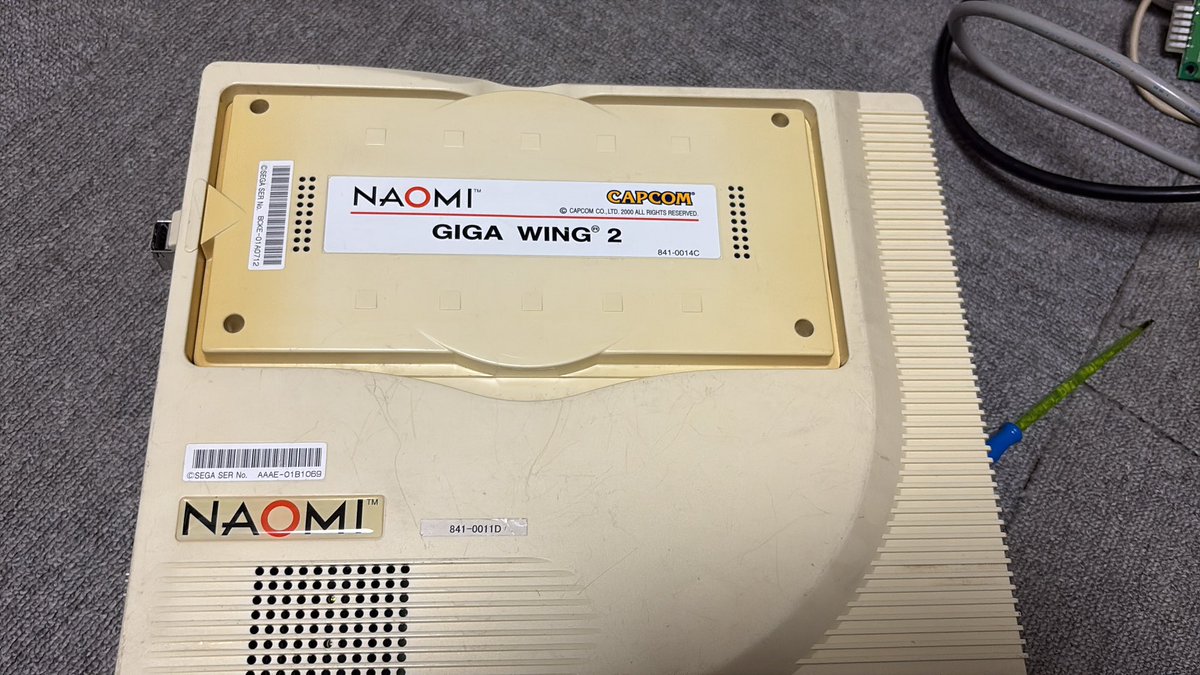 ©SEGA SER No. BCKE-01A0712
NAOMI™
CAPCOM®
© CAPCOM CO., LTD. 2000 ALL RIGHTS RESERVED.
GIGA WING® 2
841-0014C
©SEGA SER No. AAAE-01B1069
NAOMI™
841-0011D